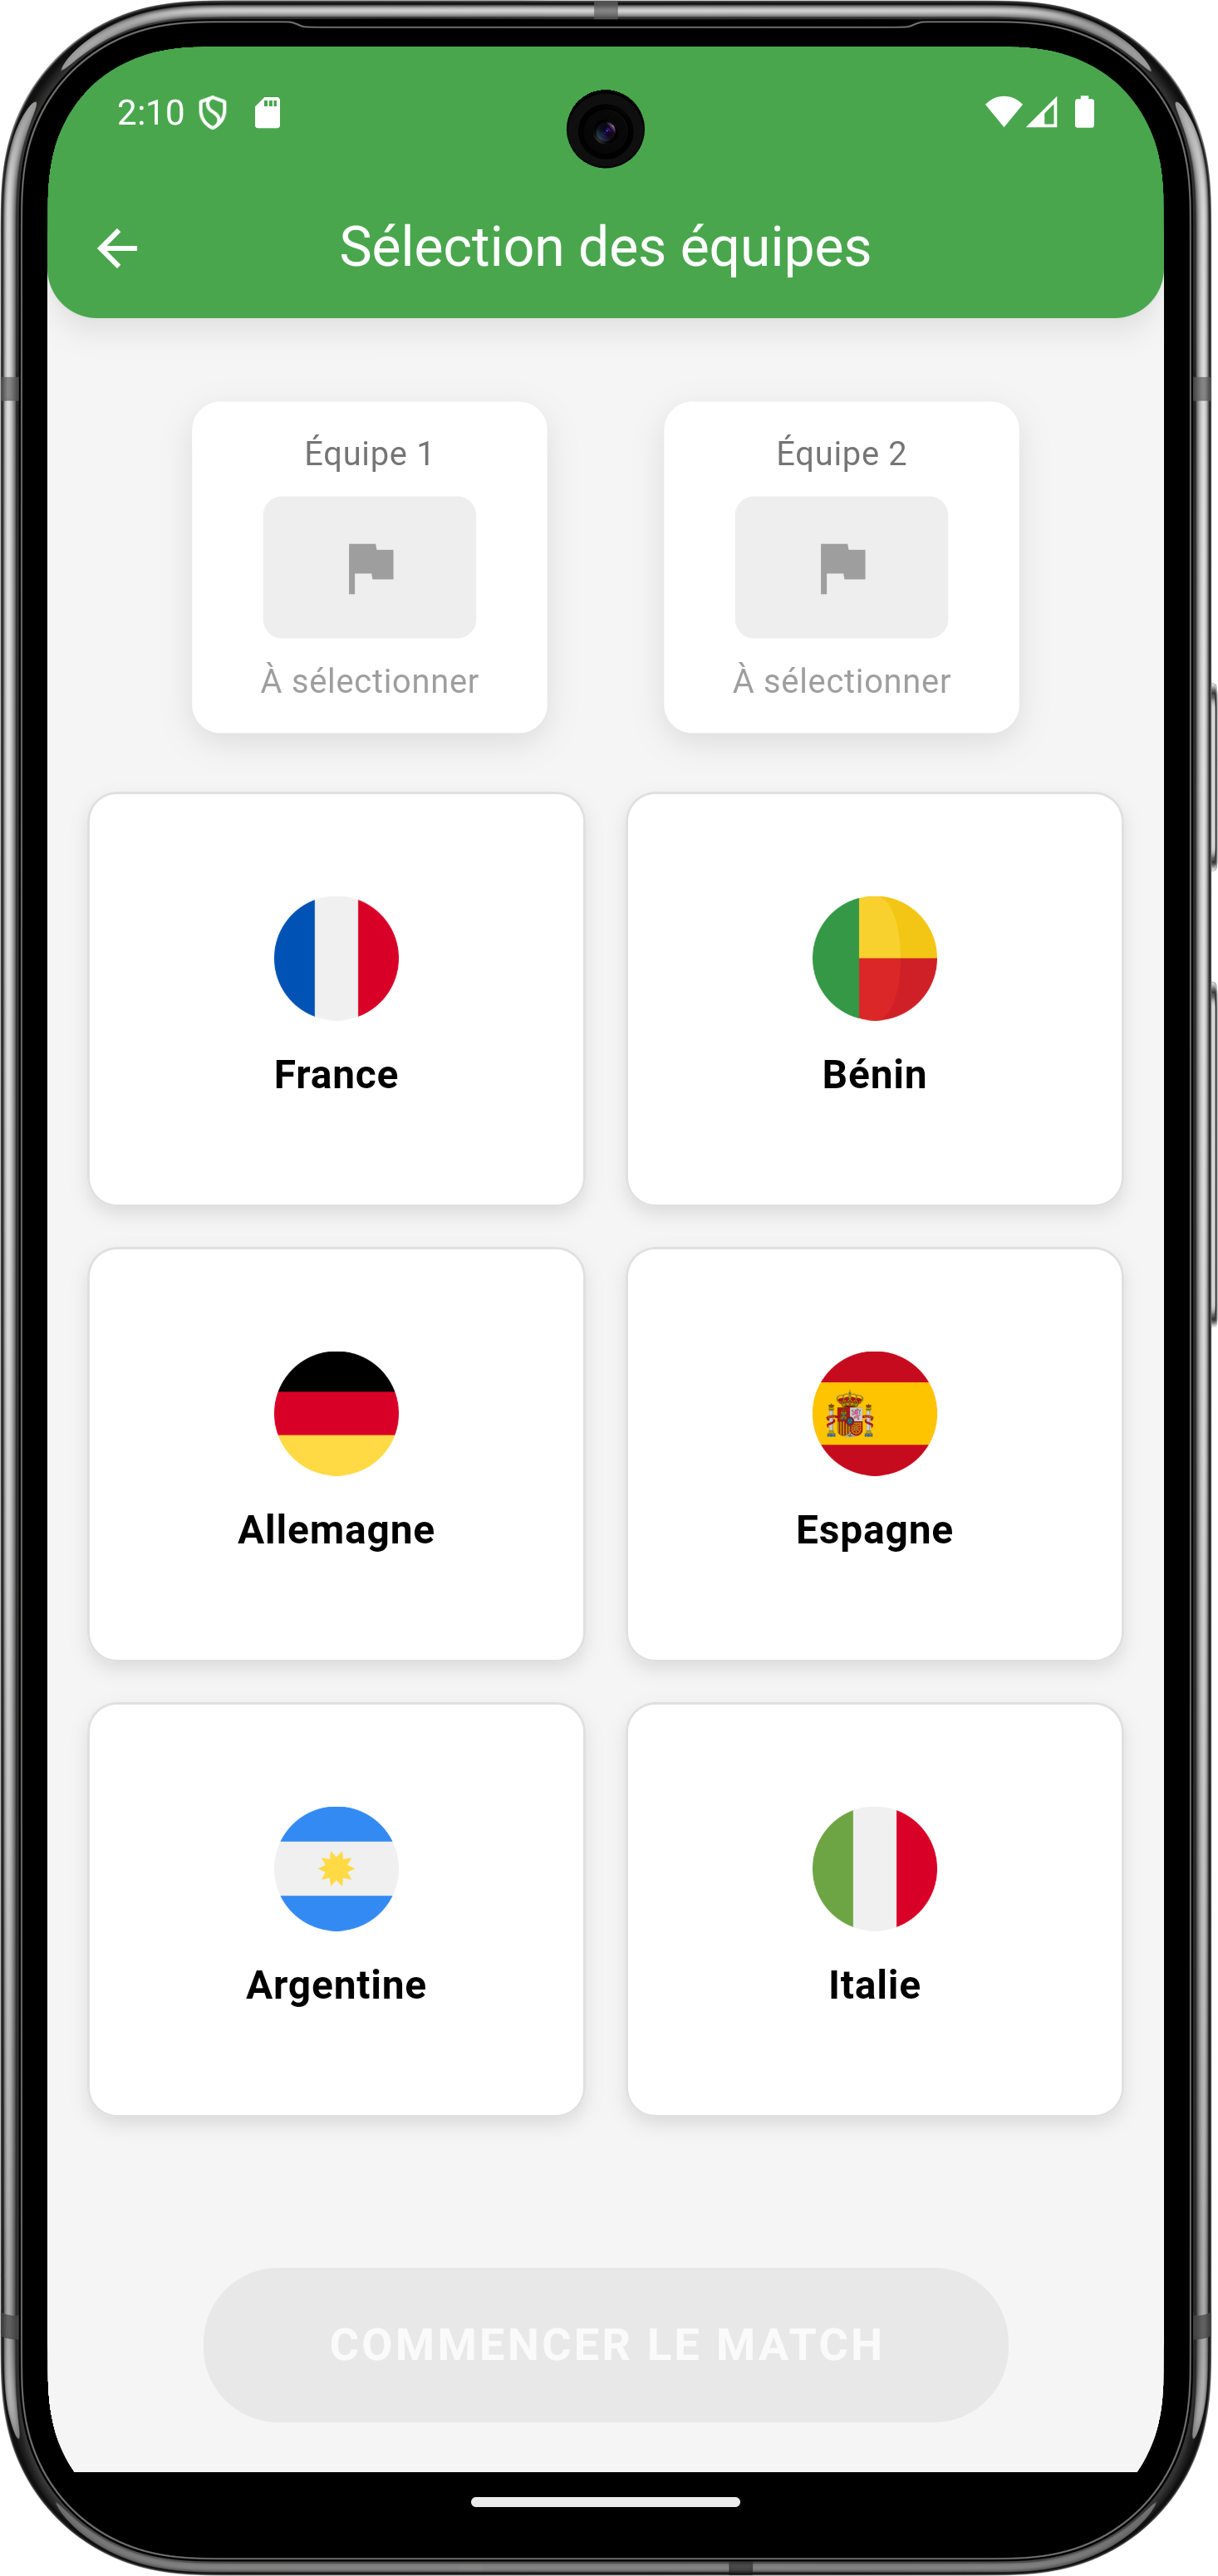 2:10
Sélection des équipes
Équipe 1
Équipe 2
À sélectionner
À sélectionner
France
Bénin
Allemagne
Espagne
Argentine
Italie
COMMENCER LE MATCH